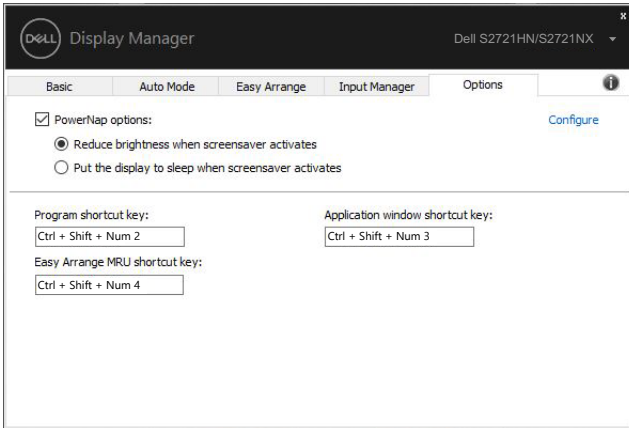 x
DELL Display Manager Dell S2721HN/S2721NX
Basic Auto Mode Easy Arrange Input Manager Options i
PowerNap options: Configure
Reduce brightness when screensaver activates
Put the display to sleep when screensaver activates
Program shortcut key: Application window shortcut key:
Ctrl + Shift + Num 2 Ctrl + Shift + Num 3
Easy Arrange MRU shortcut key:
Ctrl + Shift + Num 4